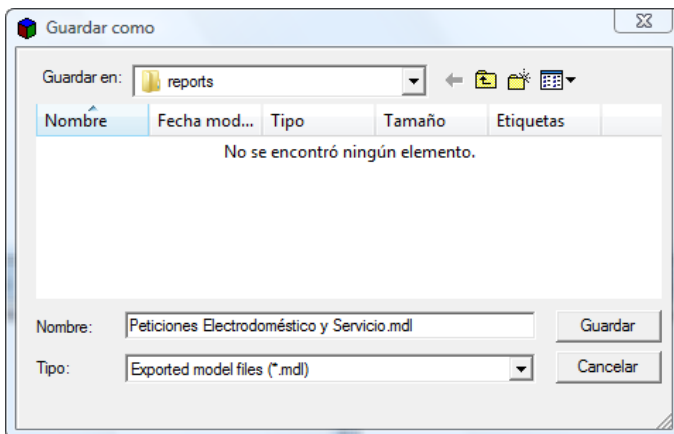 Guardar como
Guardar en: reports
Nombre Fecha mod... Tipo Tamaño Etiquetas
No se encontró ningún elemento.
Nombre: Peticiones Electrodoméstico y Servicio.mdl Guardar
Tipo: Exported model files (*.mdl) Cancelar